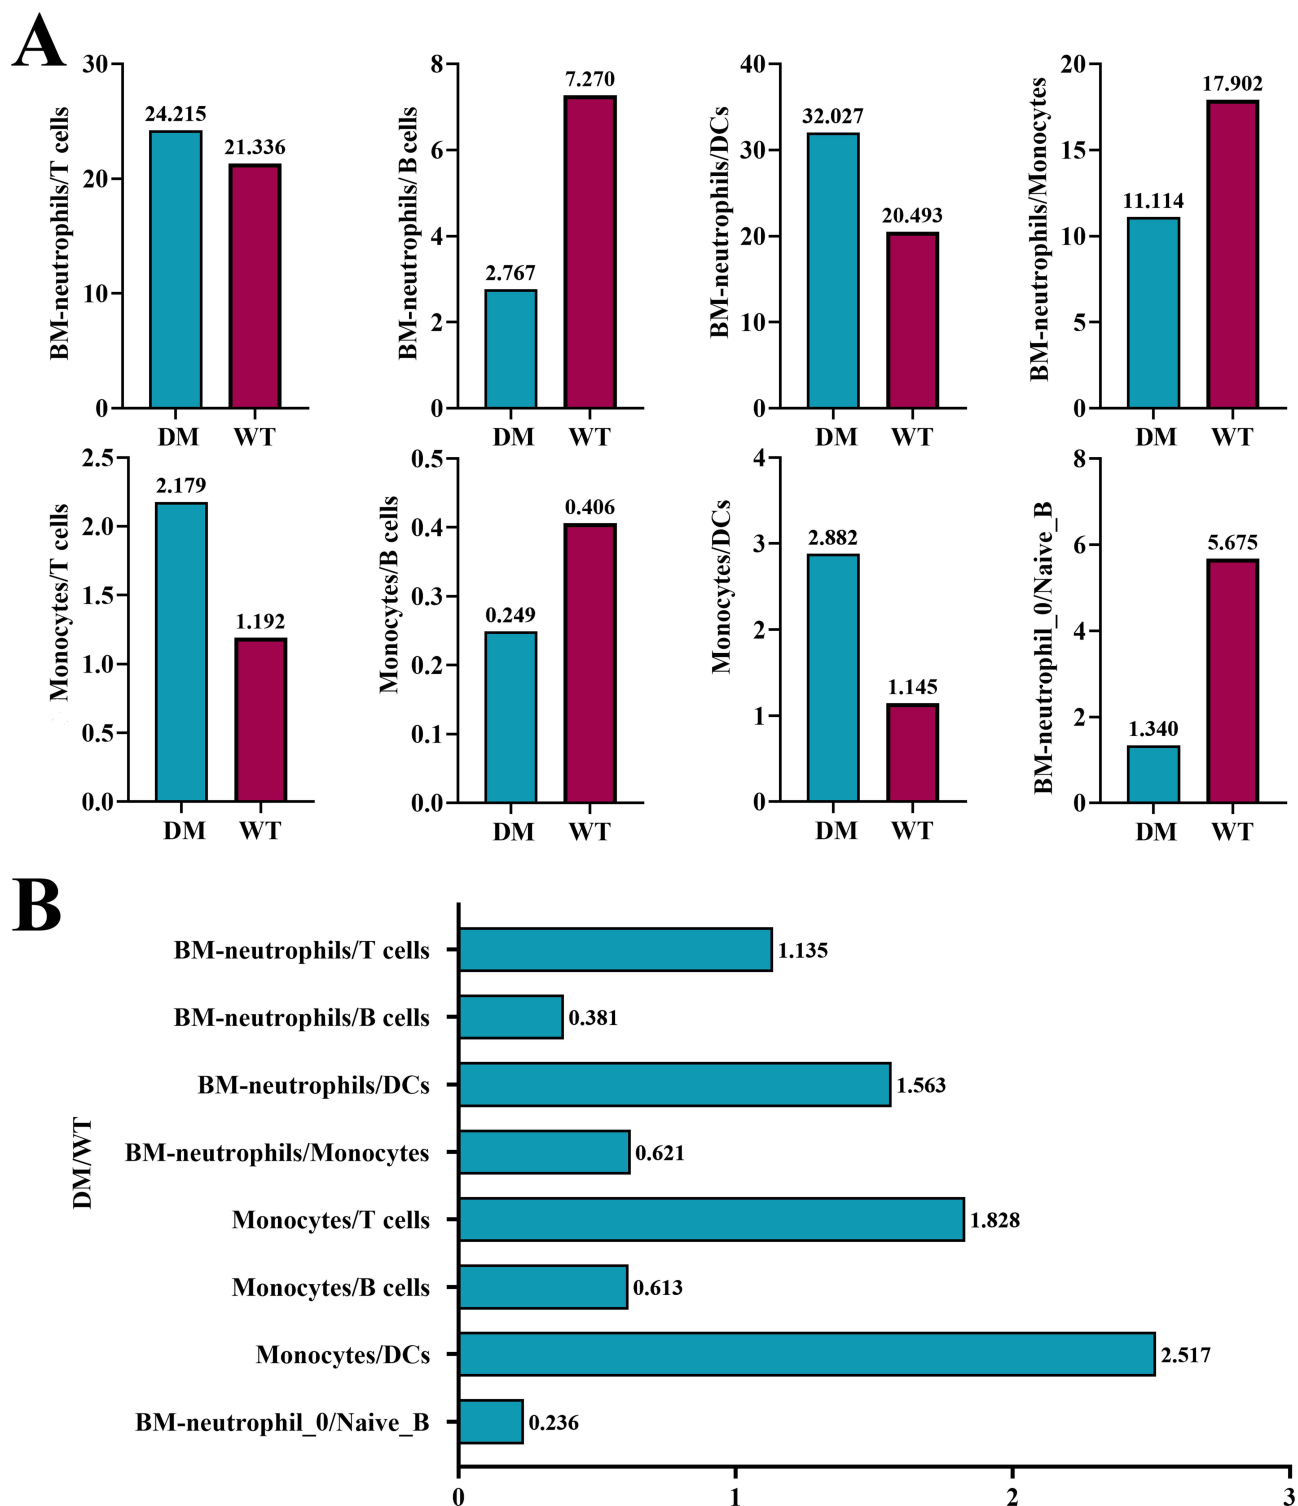 A
BM-neutrophils/T cells
30
20
10
0
24.215
21.336
DM
WT
BM-neutrophils/B cells
8
6
4
2
0
2.767
7.270
DM
WT
BM-neutrophils/DCs
40
30
20
10
0
32.027
20.493
DM
WT
BM-neutrophils/Monocytes
20
15
10
5
0
11.114
17.902
DM
WT
Monocytes/T cells
2.5
2.0
1.5
1.0
0.5
0.0
2.179
1.192
DM
WT
Monocytes/B cells
0.5
0.4
0.3
0.2
0.1
0.0
0.249
0.406
DM
WT
Monocytes/DCs
4
3
2
1
0
2.882
1.145
DM
WT
BM-neutrophil_0/Naive_B
8
6
4
2
0
1.340
5.675
DM
WT
B
DM/WT
BM-neutrophils/T cells 1.135
BM-neutrophils/B cells 0.381
BM-neutrophils/DCs 1.563
BM-neutrophils/Monocytes 0.621
Monocytes/T cells 1.828
Monocytes/B cells 0.613
Monocytes/DCs 2.517
BM-neutrophil_0/Naive_B 0.236
0 1 2 3